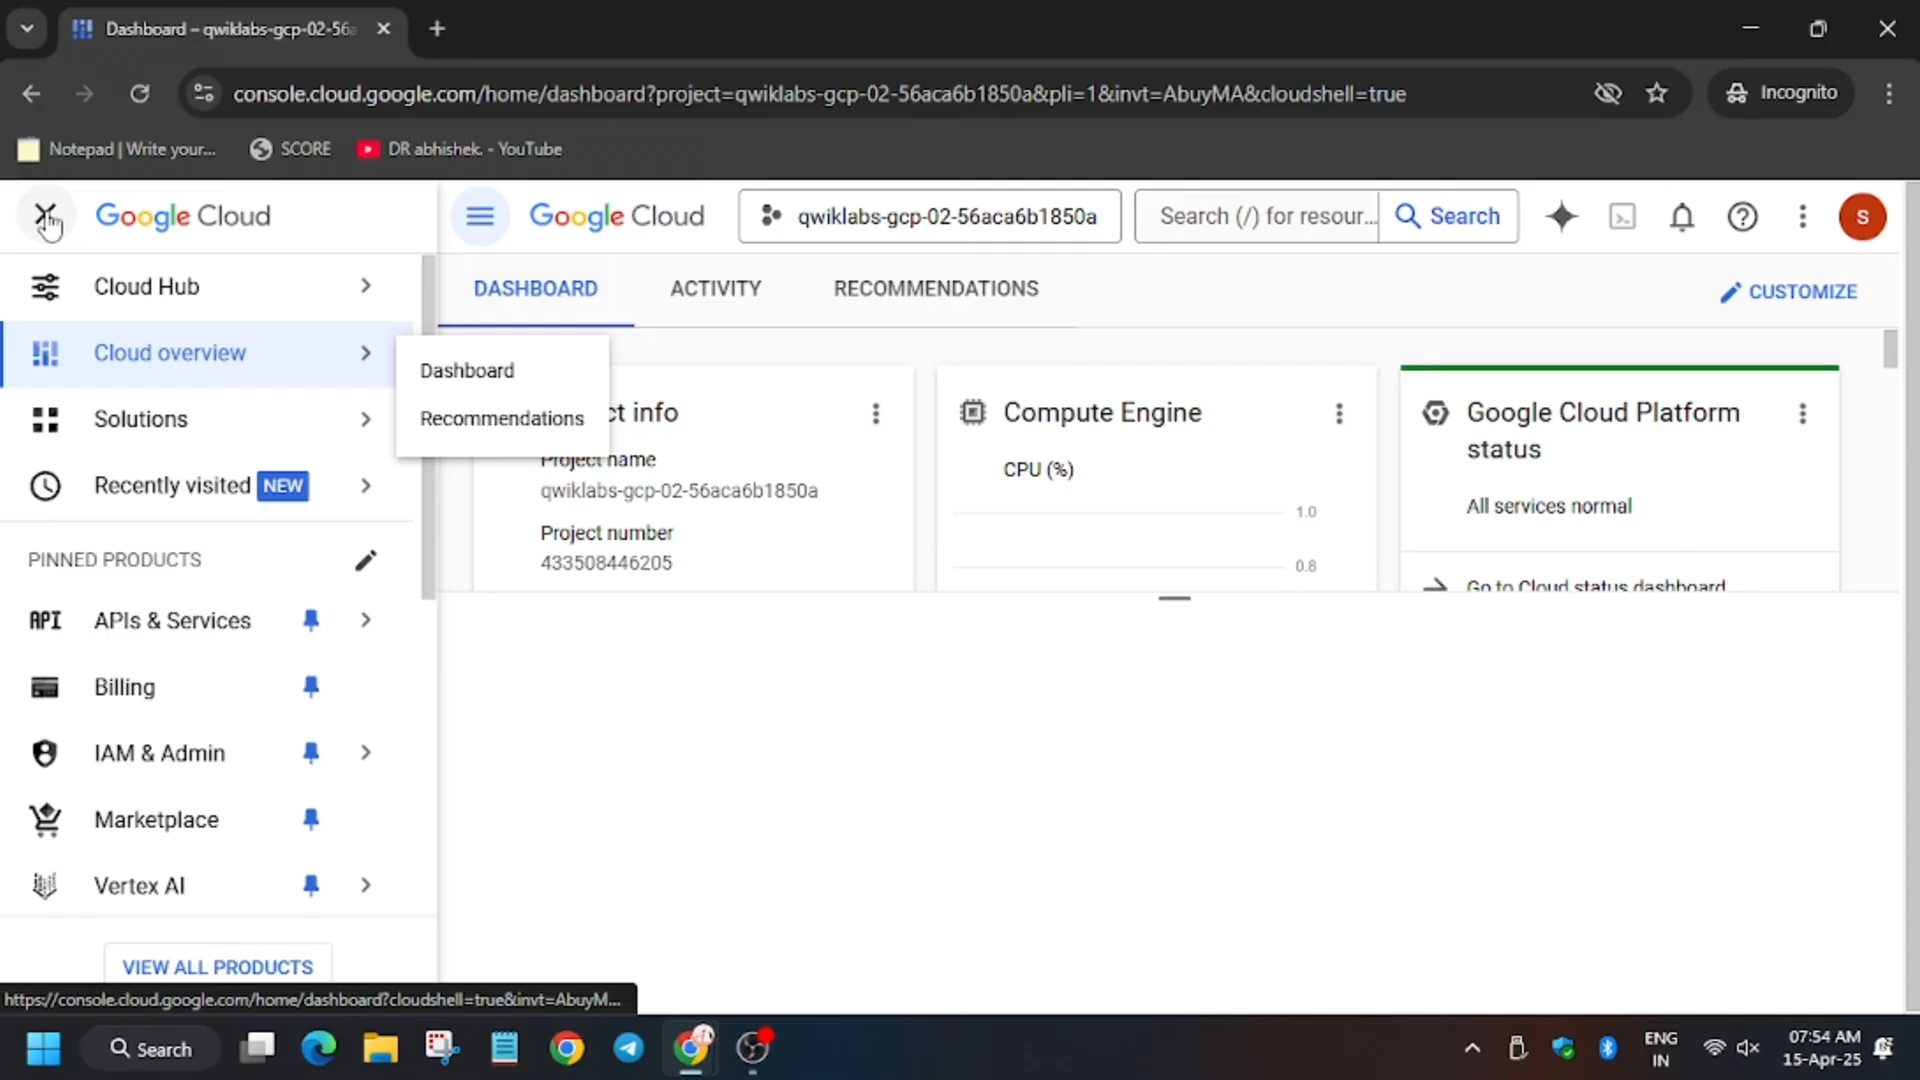 Dashboard – qwiklabs-gcp-02-56a
console.cloud.google.com/home/dashboard?project=qwiklabs-gcp-02-56aca6b1850a&pli=1&invt=AbuyMA&cloudshell=true
Incognito
Notepad | Write your...
SCORE
DR abhishek. - YouTube
Google Cloud
Google Cloud
qwiklabs-gcp-02-56aca6b1850a
Search (/) for resour...
Search
S
Cloud Hub
DASHBOARD
ACTIVITY
RECOMMENDATIONS
CUSTOMIZE
Cloud overview
Dashboard
Recommendations
Solutions
Recently visited NEW
ct info
Project name
qwiklabs-gcp-02-56aca6b1850a
Project number
433508446205
Compute Engine
CPU (%)
1.0
0.8
Google Cloud Platform
status
All services normal
Go to Cloud status dashboard
PINNED PRODUCTS
API APIs & Services
Billing
IAM & Admin
Marketplace
Vertex AI
VIEW ALL PRODUCTS
https://console.cloud.google.com/home/dashboard?cloudshell=true&invt=AbuyM...
Search
ENG
IN
07:54 AM
15-Apr-25